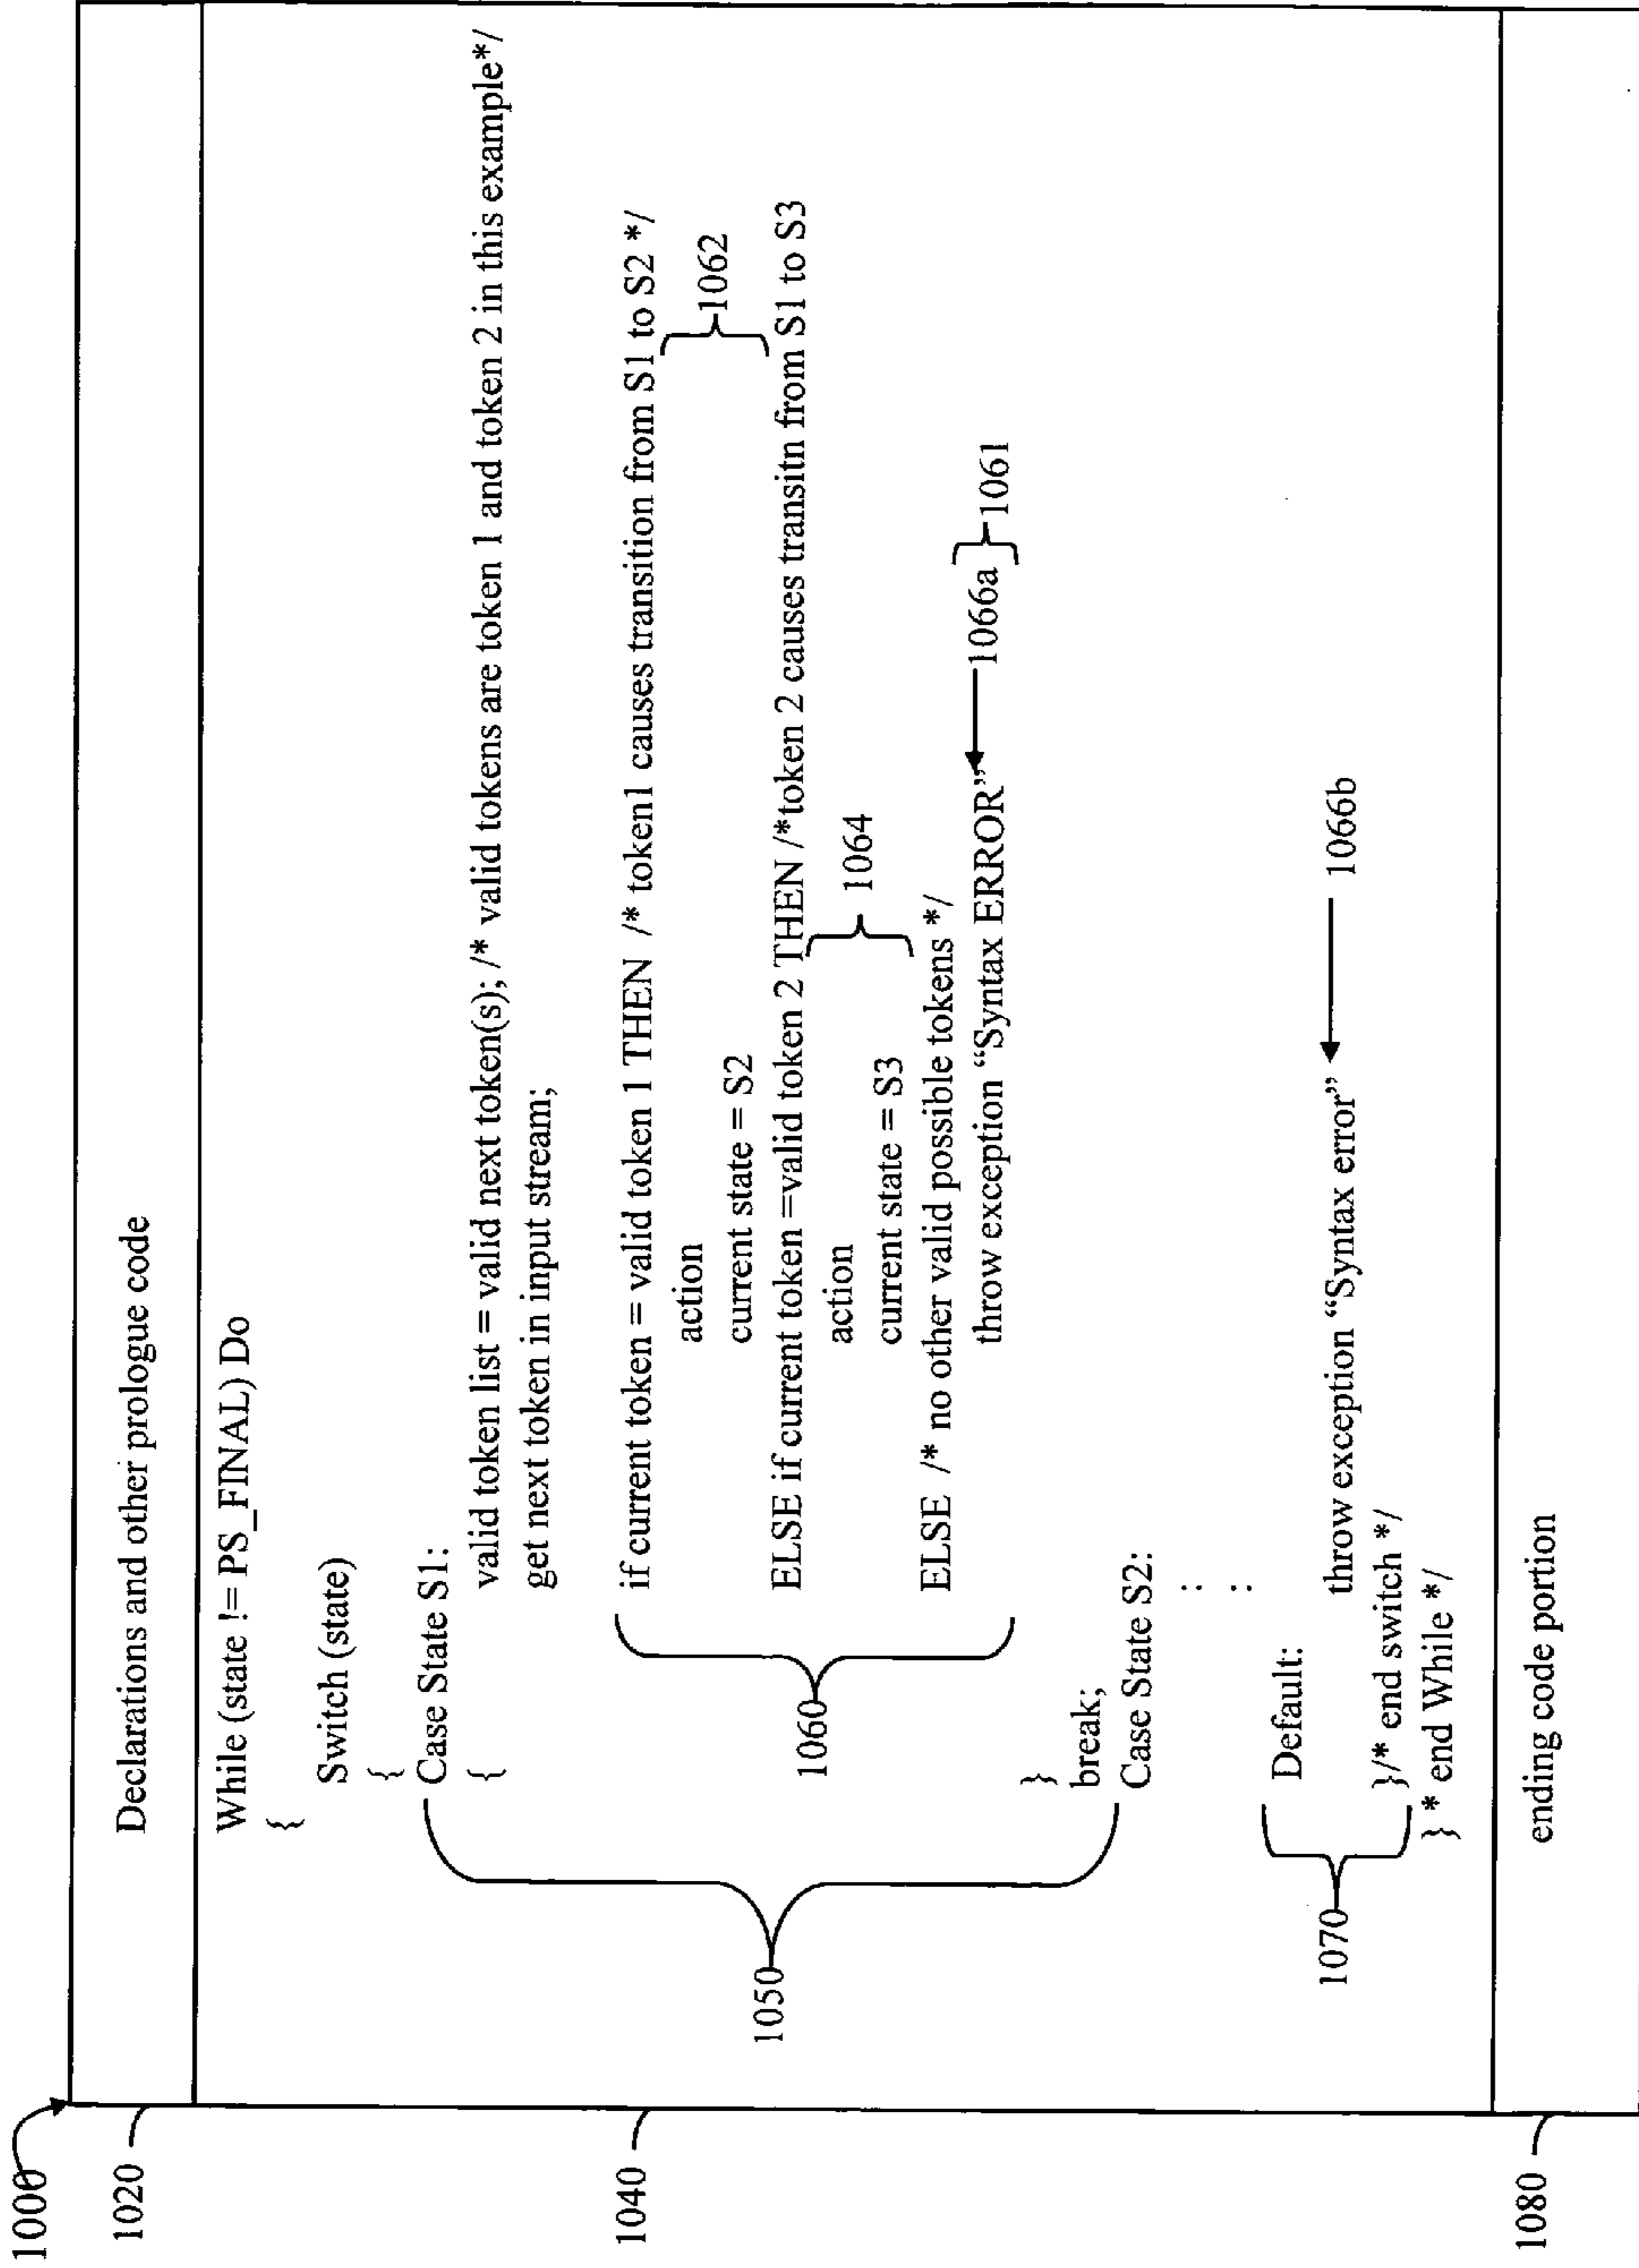 1000
1020
Declarations and other prologue code
1040
While (state != PS_FINAL) Do
{
Switch (state)
{
1050
Case State S1:
{
valid token list = valid next token(s); /* valid tokens are token 1 and token 2 in this example*/
get next token in input stream;
1060
if current token = valid token 1 THEN /* token1 causes transition from S1 to S2 */
action
current state = S2
1062
ELSE if current token =valid token 2 THEN /*token 2 causes transitn from S1 to S3
action
current state = S3
1064
ELSE /* no other valid possible tokens */
throw exception “Syntax ERROR”
1066a
1061
}
break;
Case State S2:
:
:
1070
Default:
throw exception “Syntax error”
1066b
}/* end switch */
} * end While */
1080
ending code portion